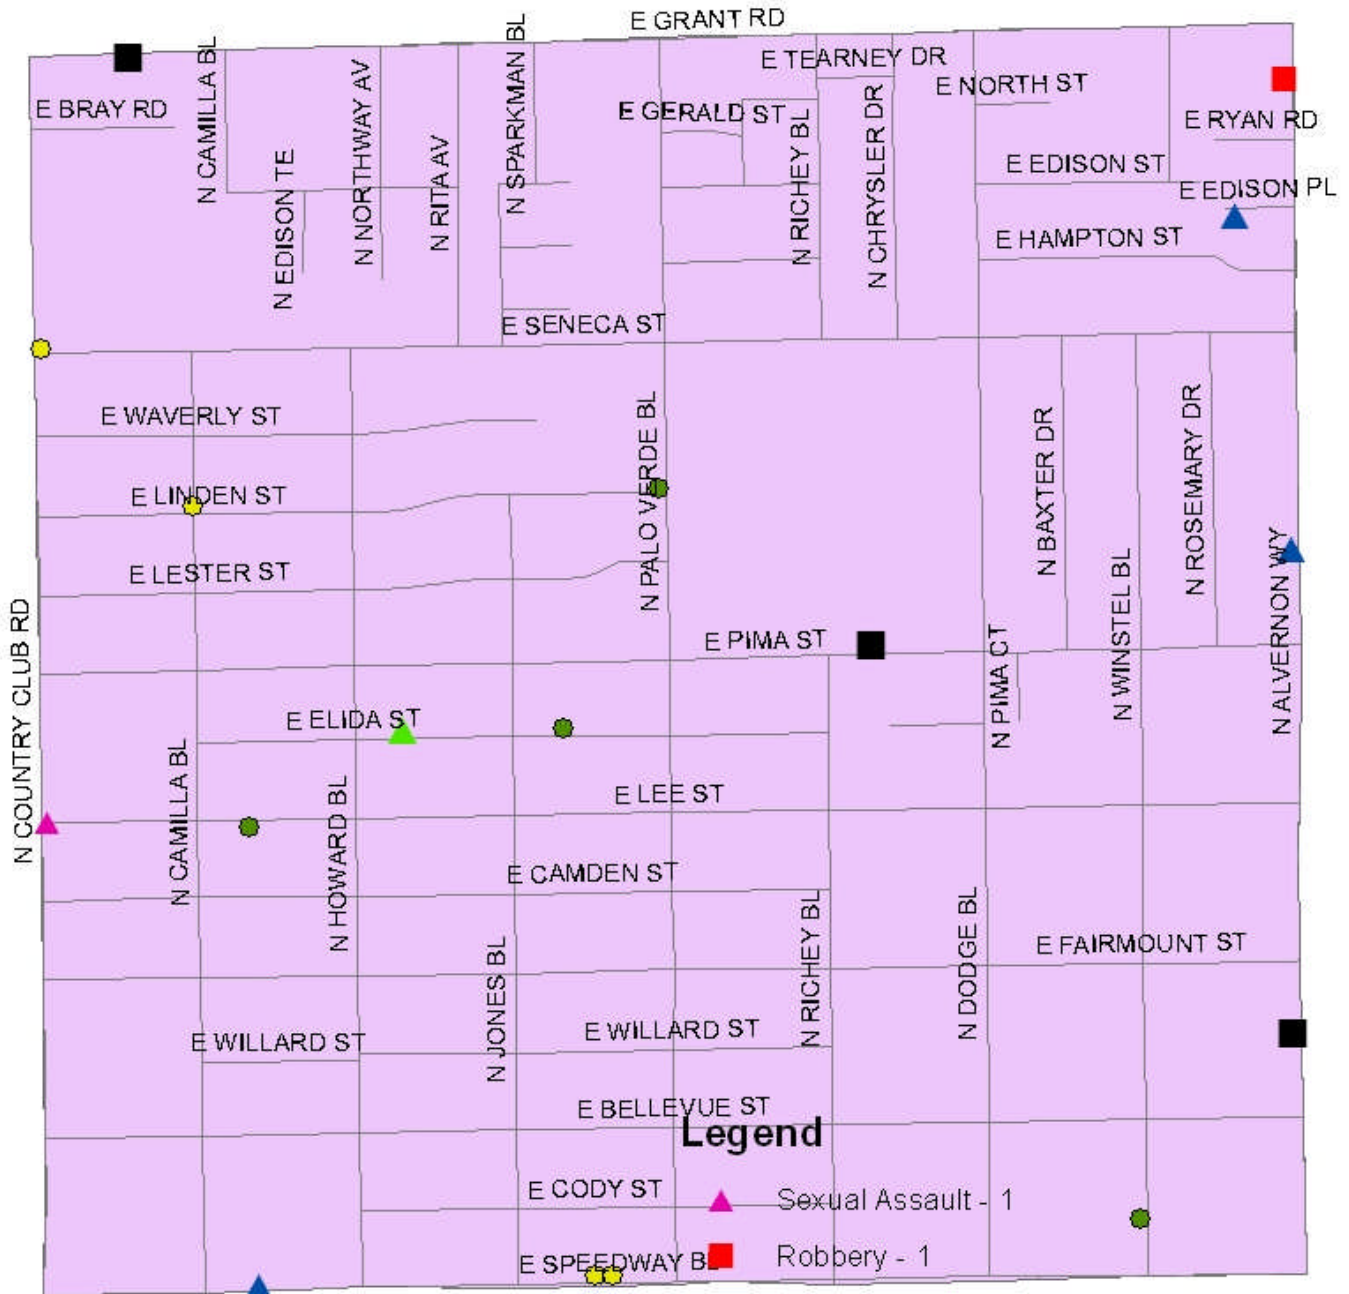 E GRANT RD
E TEARNEY DR
E NORTH ST
E BRAY RD
N CAMILLA BL
N EDISON TE
N NORTHWAY AV
N RITA AV
N SPARKMAN BL
E GERALD ST
N RICHEY BL
N CHRYSLER DR
E RYAN RD
E EDISON ST
E EDISON PL
E HAMPTON ST
E SENECA ST
E WAVERLY ST
E LINDEN ST
E LESTER ST
N PALO VERDE BL
N BAXTER DR
N WINSTEL BL
N ROSEMARY DR
N ALVERNON WY
N COUNTRY CLUB RD
E PIMA ST
N PIMA CT
E ELIDA ST
E LEE ST
N CAMILLA BL
N HOWARD BL
E CAMDEN ST
N JONES BL
N RICHEY BL
N DODGE BL
E FAIRMOUNT ST
E WILLARD ST
E WILLARD ST
E BELLEVUE ST
Legend
E CODY ST
Sexual Assault - 1
E SPEEDWAY BL
Robbery - 1